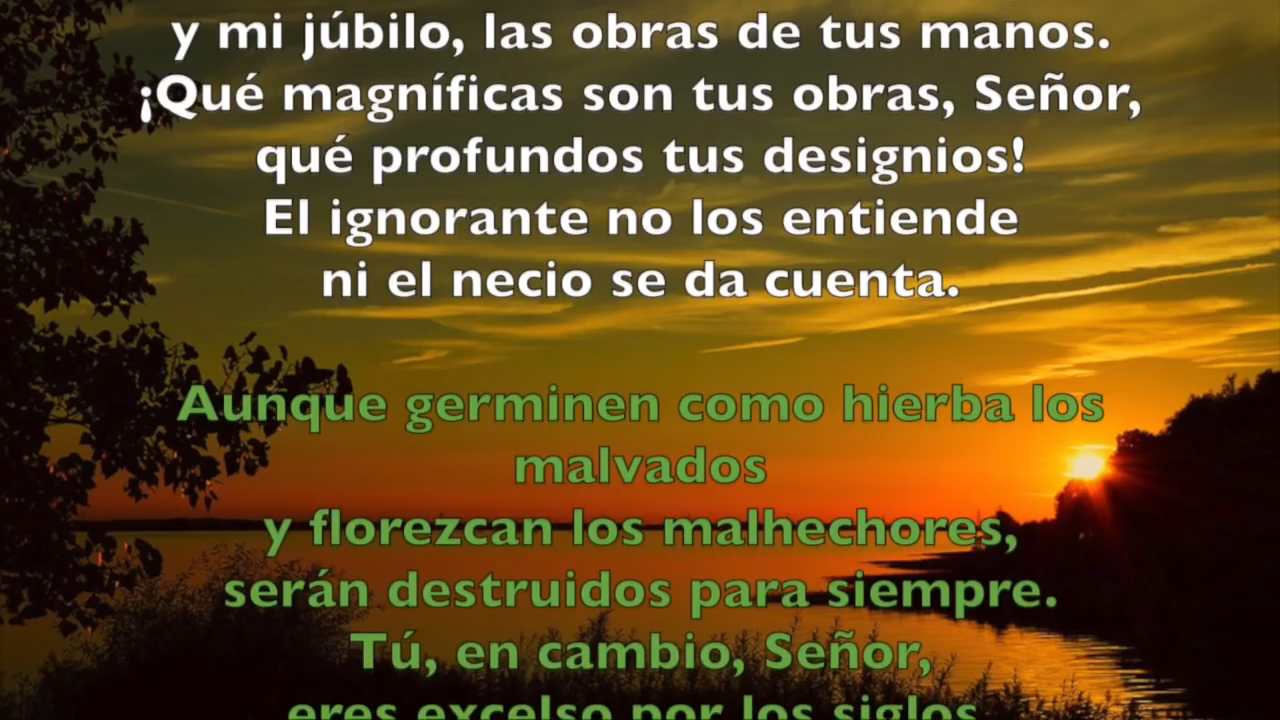 y mi júbilo, las obras de tus manos.
¡Qué magníficas son tus obras, Señor,
qué profundos tus designios!
El ignorante no los entiende
ni el necio se da cuenta.
Aunque germinen como hierba los
malvados
y florezcan los malhechores,
serán destruidos para siempre.
Tú, en cambio, Señor,
eres excelso por los siglos.